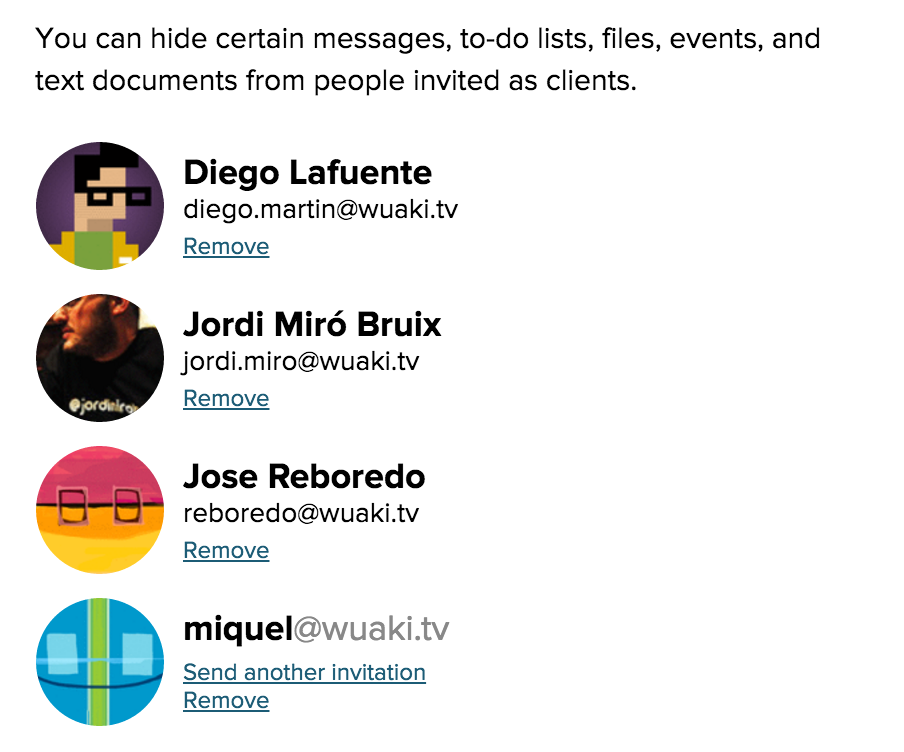 You can hide certain messages, to-do lists, files, events, and
text documents from people invited as clients.
Diego Lafuente
diego.martin@wuaki.tv
Remove
Jordi Miró Bruix
jordi.miro@wuaki.tv
Remove
Jose Reboredo
reboredo@wuaki.tv
Remove
miquel@wuaki.tv
Send another invitation
Remove